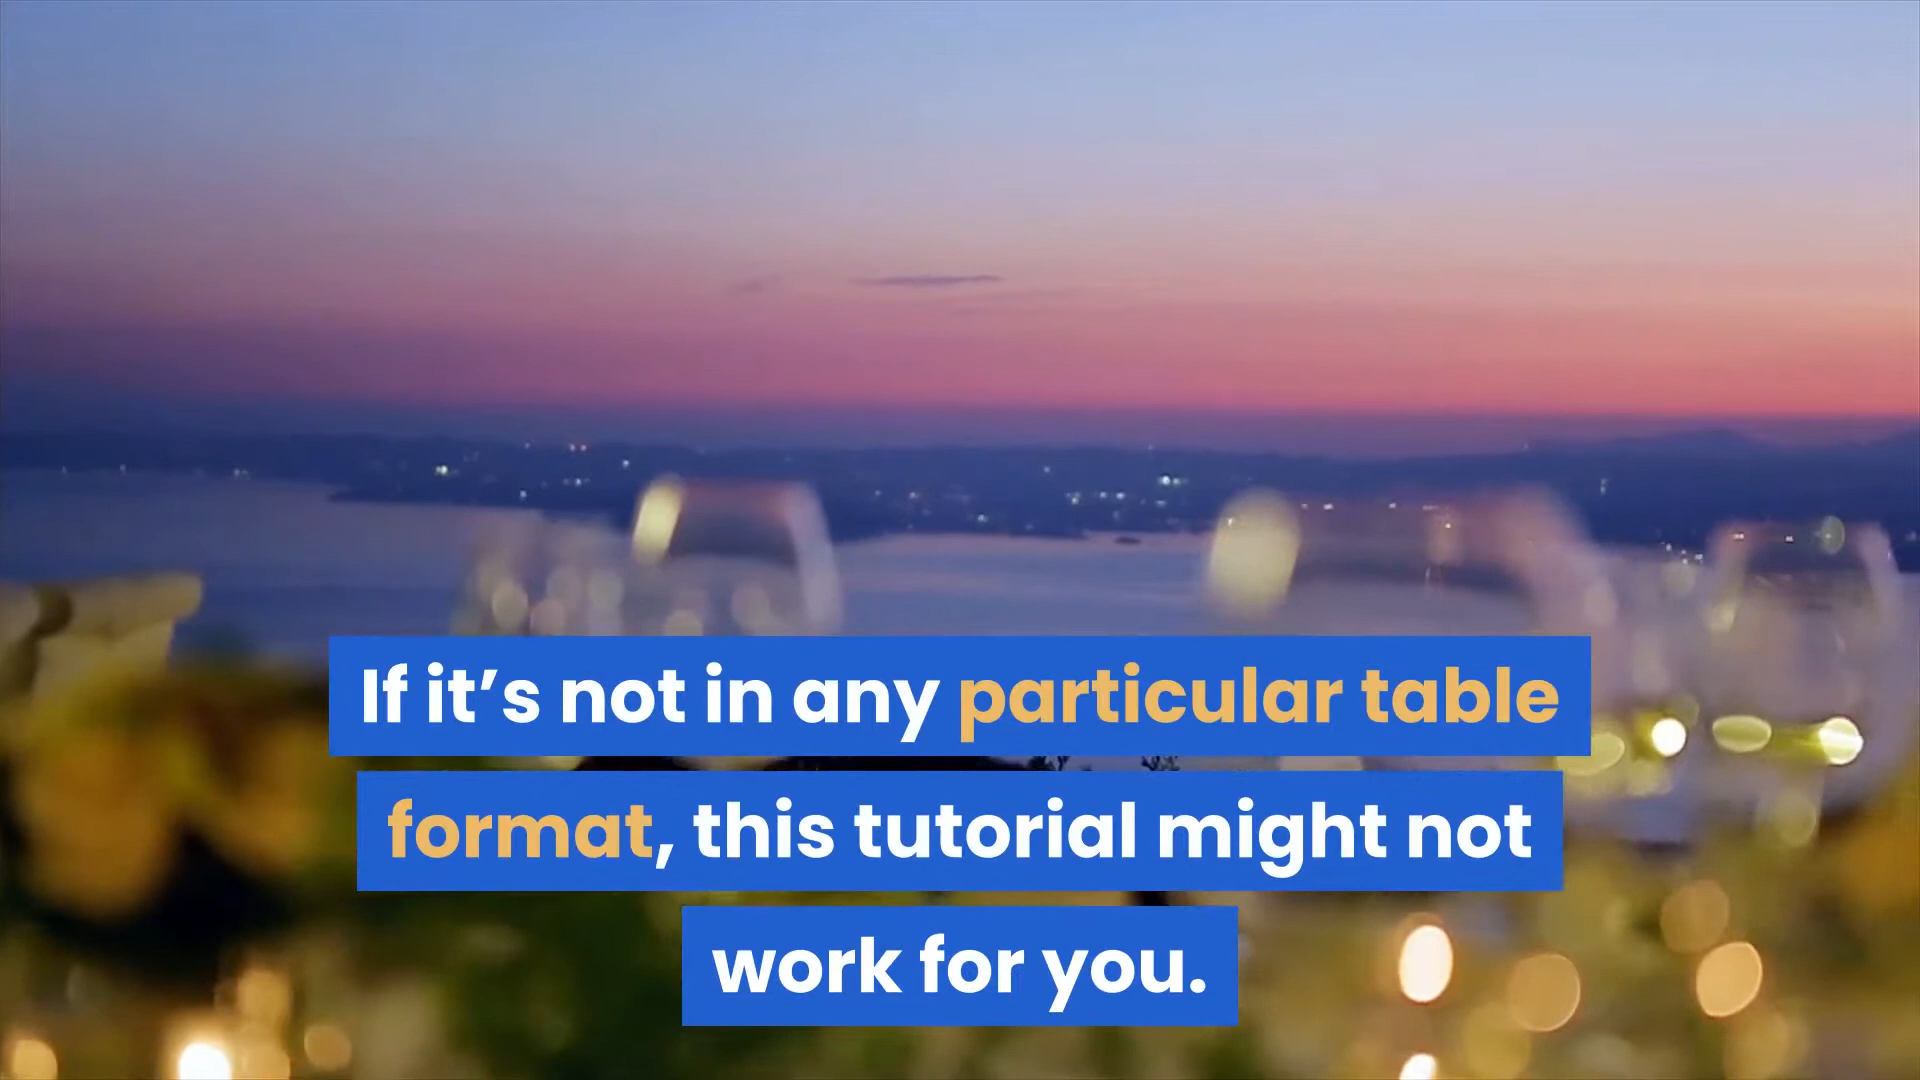 If it’s not in any particular table
format, this tutorial might not
work for you.